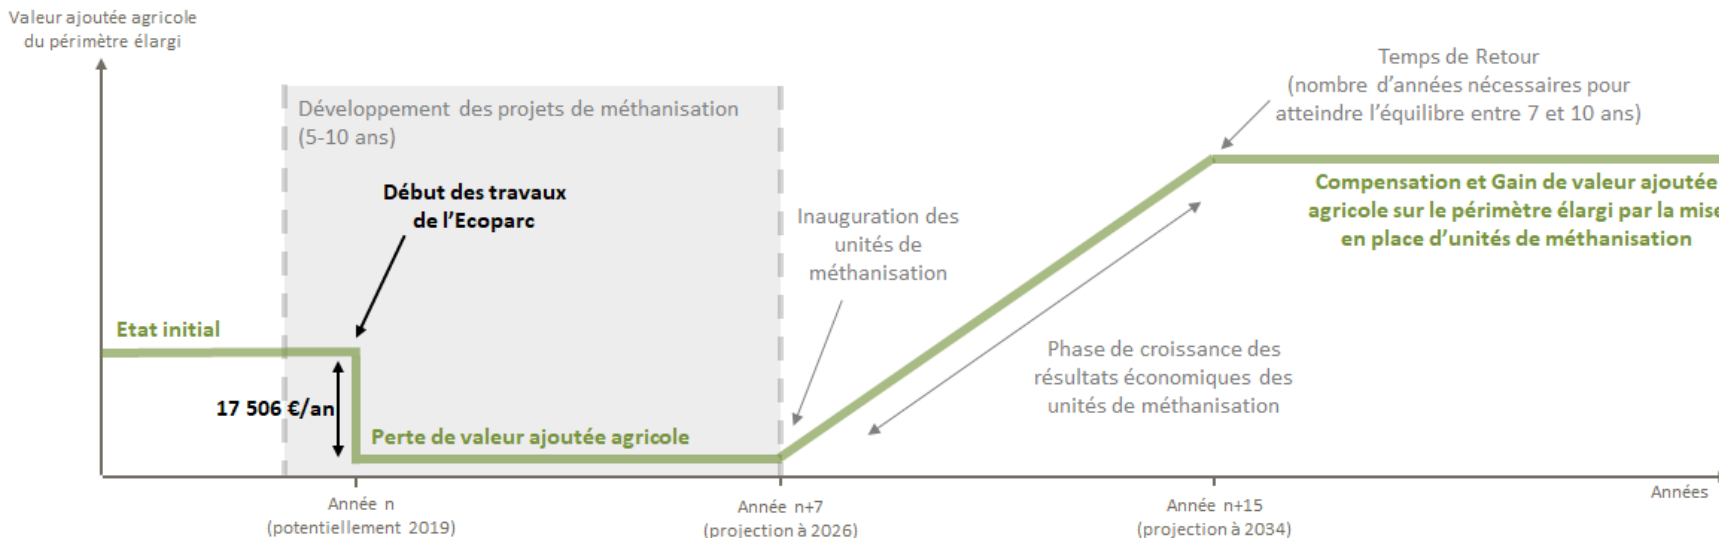 Valeur ajoutée agricole
du périmètre élargi
Développement des projets de méthanisation
(5-10 ans)
Début des travaux
de l'Ecoparc
Etat initial
17 506 €/an
Perte de valeur ajoutée agricole
Inauguration des
unités de
méthanisation
Temps de Retour
(nombre d'années nécessaires pour
atteindre l'équilibre entre 7 et 10 ans)
Compensation et Gain de valeur ajoutée
agricole sur le périmètre élargi par la mise
en place d'unités de méthanisation
Phase de croissance des
résultats économiques des
unités de méthanisation
Année n
(potentiellement 2019)
Année n+7
(projection à 2026)
Année n+15
(projection à 2034)
Années